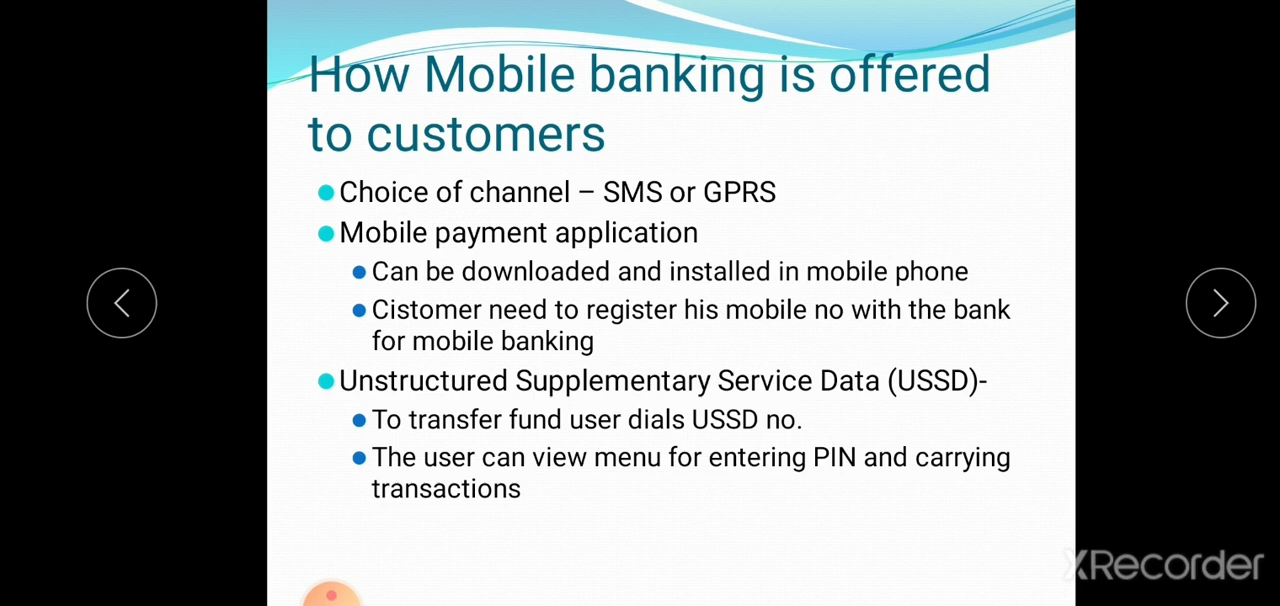 How Mobile banking is offered
to customers
Choice of channel – SMS or GPRS
Mobile payment application
Can be downloaded and installed in mobile phone
Cistomer need to register his mobile no with the bank
for mobile banking
Unstructured Supplementary Service Data (USSD)-
To transfer fund user dials USSD no.
The user can view menu for entering PIN and carrying
transactions
XRecorder